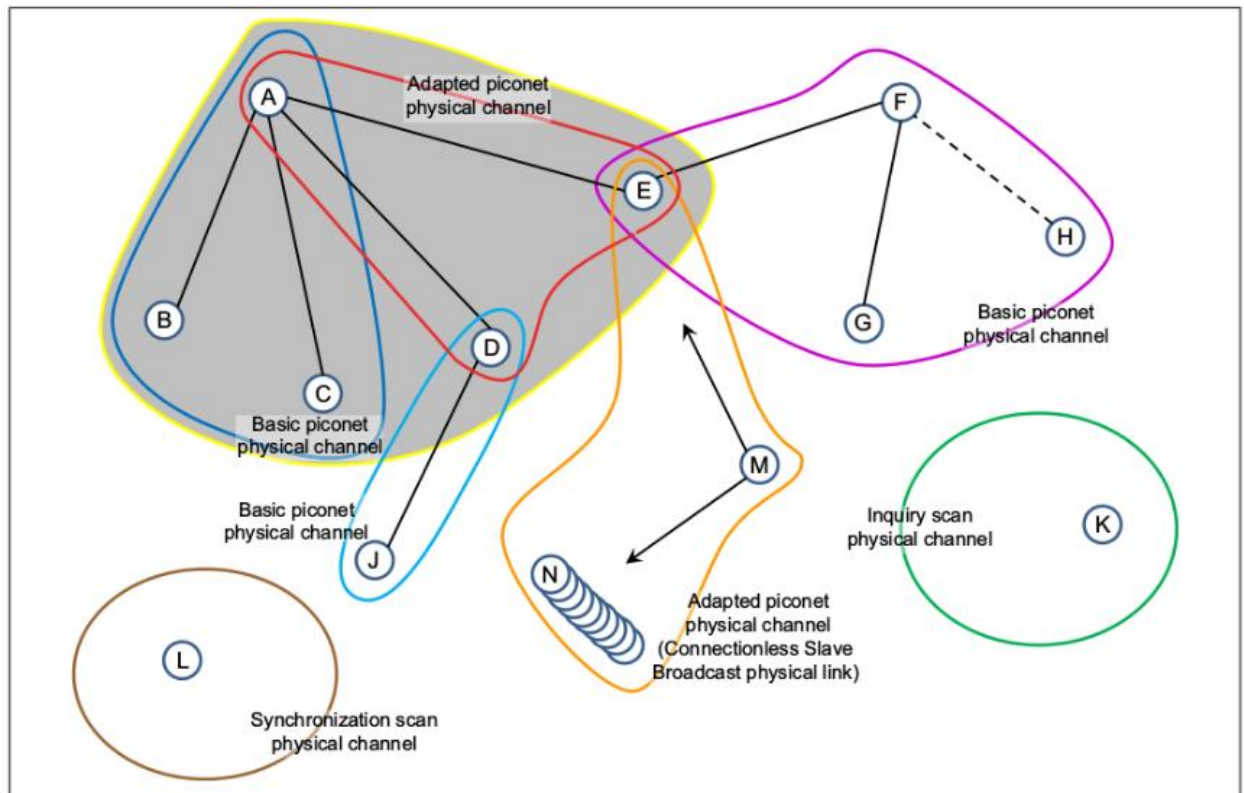 A
Adapted piconet
physical channel
F
E
H
B
G
Basic piconet
physical channel
D
C
Basic piconet
physical channel
M
Basic piconet
physical channel
Inquiry scan
physical channel
K
J
N
Adapted piconet
physical channel
(Connectionless Slave
Broadcast physical link)
L
Synchronization scan
physical channel